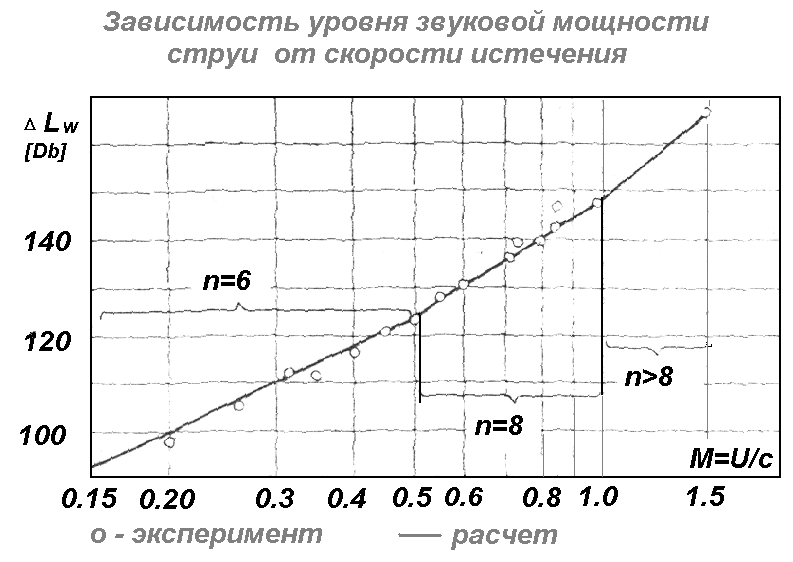 Зависимость уровня звуковой мощности
струи от скорости истечения
Δ Lw
[Db]
140
120
100
n=6
n=8
n>8
M=U/c
0.15 0.20 0.3 0.4 0.5 0.6 0.8 1.0 1.5
о - эксперимент — расчет